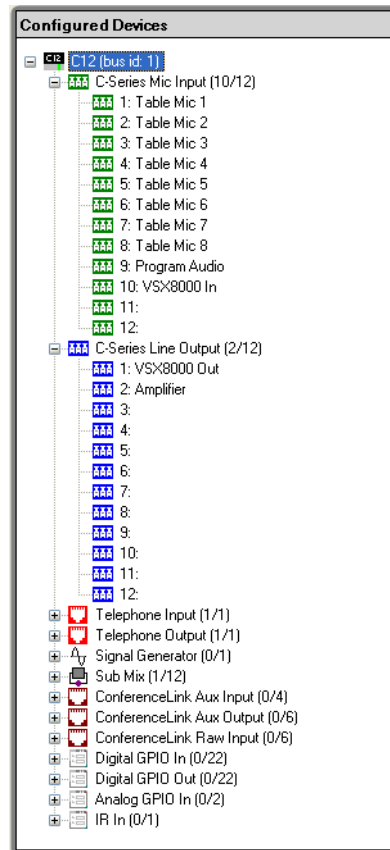 Configured Devices
C12 C12 (bus id: 1)
C-Series Mic Input (10/12)
1: Table Mic 1
2: Table Mic 2
3: Table Mic 3
4: Table Mic 4
5: Table Mic 5
6: Table Mic 6
7: Table Mic 7
8: Table Mic 8
9: Program Audio
10: VSX8000 In
11:
12:
C-Series Line Output (2/12)
1: VSX8000 Out
2: Amplifier
3:
4:
5:
6:
7:
8:
9:
10:
11:
12:
Telephone Input (1/1)
Telephone Output (1/1)
Signal Generator (0/1)
Sub Mix (1/12)
ConferenceLink Aux Input (0/4)
ConferenceLink Aux Output (0/6)
ConferenceLink Raw Input (0/6)
Digital GPIO In (0/22)
Digital GPIO Out (0/22)
Analog GPIO In (0/2)
IR In (0/1)